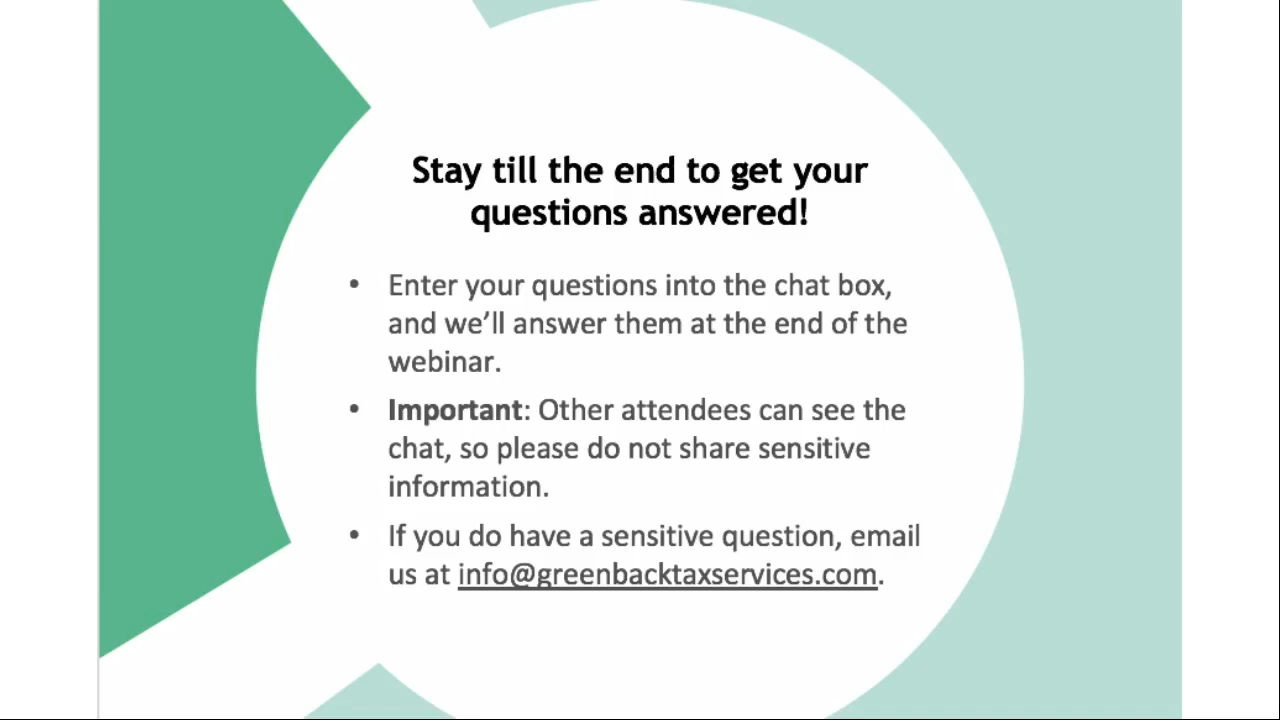 Stay till the end to get your
questions answered!
• Enter your questions into the chat box,
and we’ll answer them at the end of the
webinar.
• Important: Other attendees can see the
chat, so please do not share sensitive
information.
• If you do have a sensitive question, email
us at info@greenbacktaxservices.com.